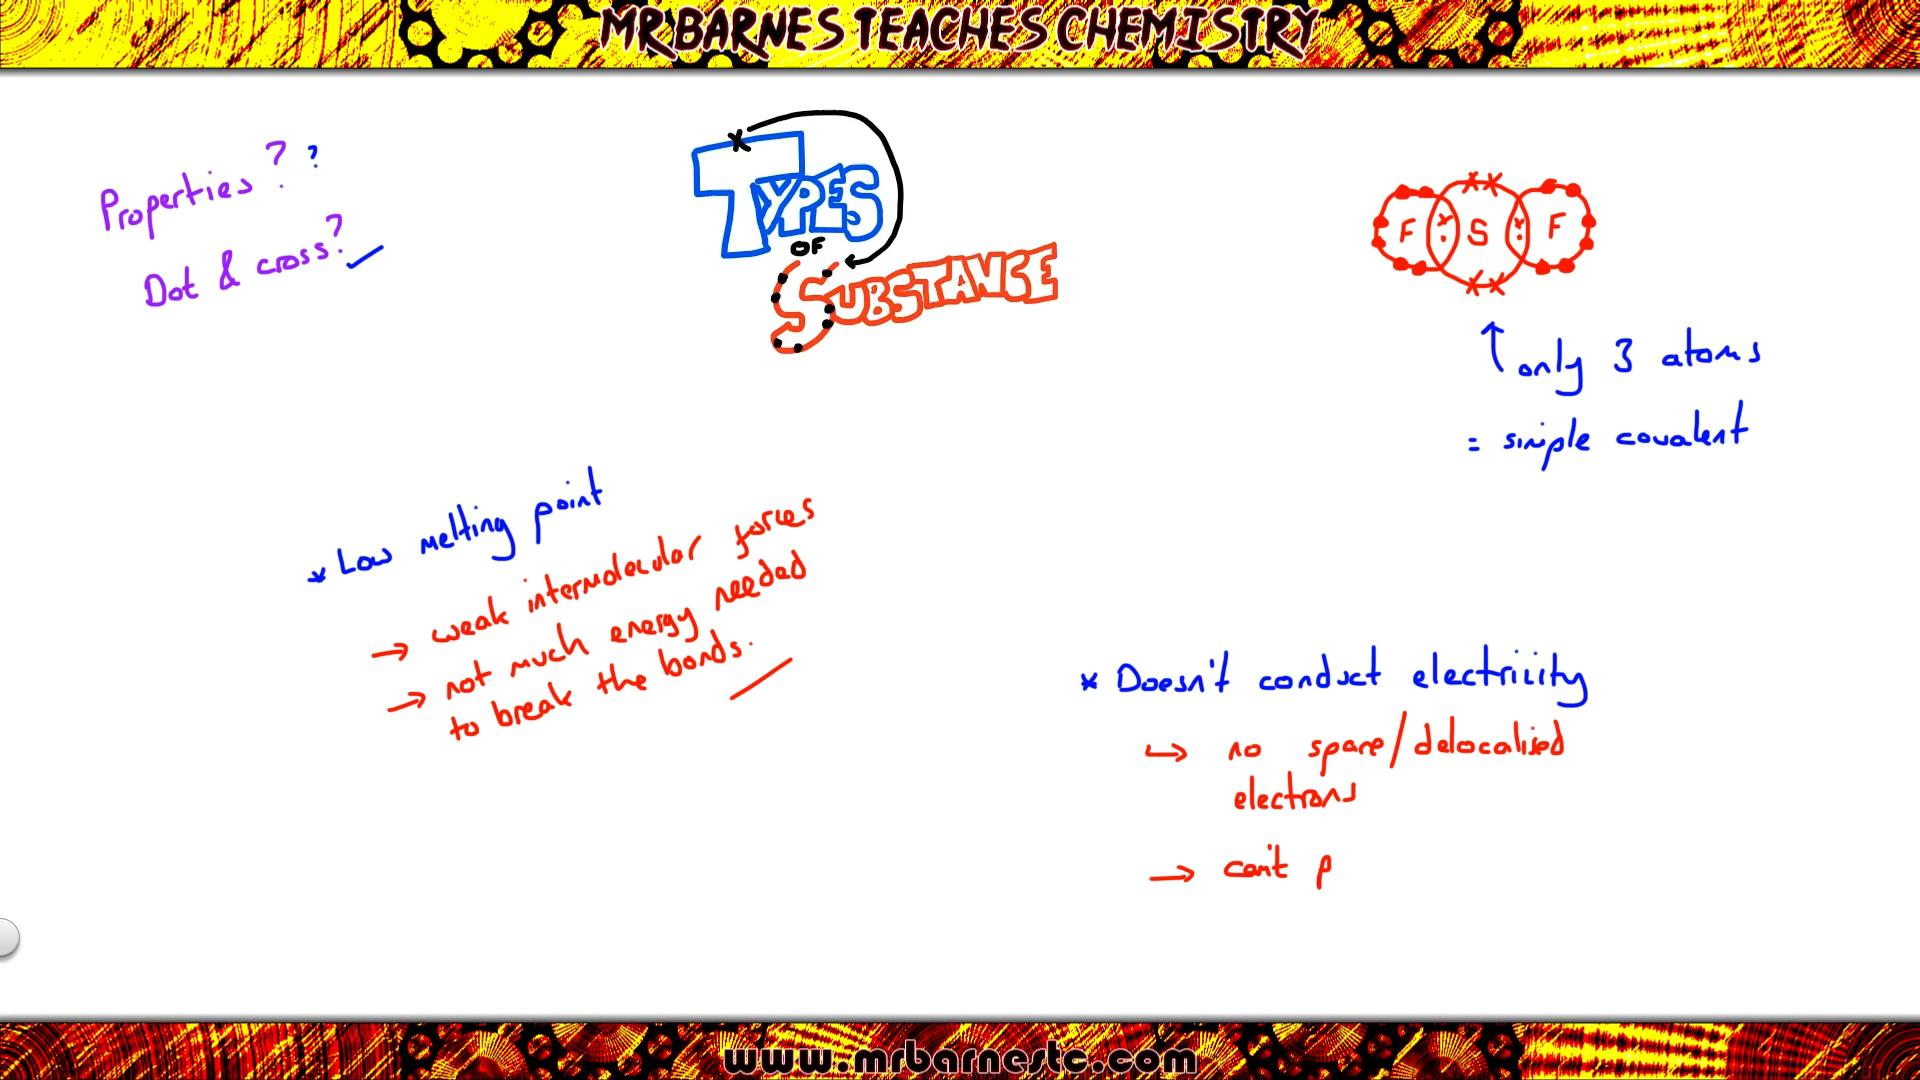 MRBARNES TEACHES CHEMISTRY
Properties? ?
Dot & cross?
TYPES
OF
SUBSTANCE
F S F
only 3 atoms
= simple covalent
* Low melting point
→ weak intermolecular forces
→ not much energy needed
to break the bonds.
* Doesn't conduct electricity
↪ no spare/delocalised
electrons
→ can't p
www.mrbarnestc.com